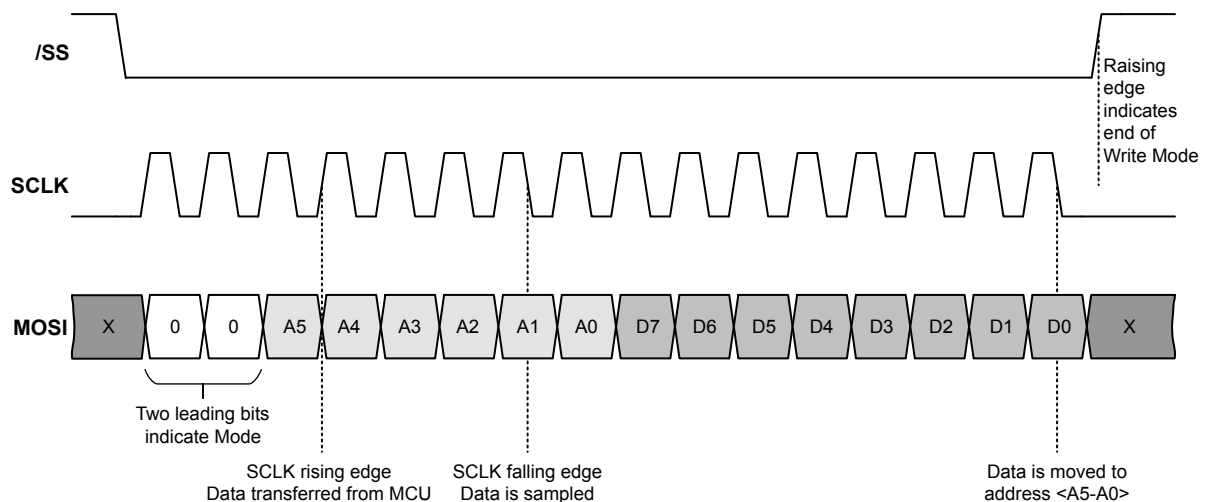 /SS
Raising
edge
indicates
end of
Write Mode
SCLK
MOSI
X 0 0 A5 A4 A3 A2 A1 A0 D7 D6 D5 D4 D3 D2 D1 D0 X
Two leading bits
indicate Mode
SCLK rising edge
Data transferred from MCU
SCLK falling edge
Data is sampled
Data is moved to
address <A5-A0>